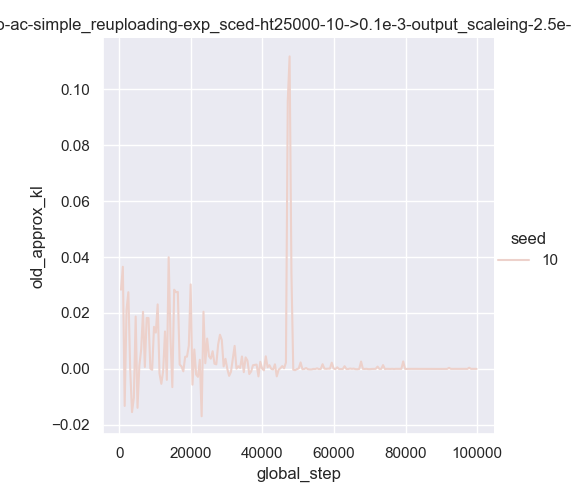 o-ac-simple_reuploading-exp_sced-ht25000-10->0.1e-3-output_scaleing-2.5e-
0.10
0.08
0.06
0.04
0.02
0.00
−0.02
old_approx_kl
0 20000 40000 60000 80000 100000
global_step
seed
10